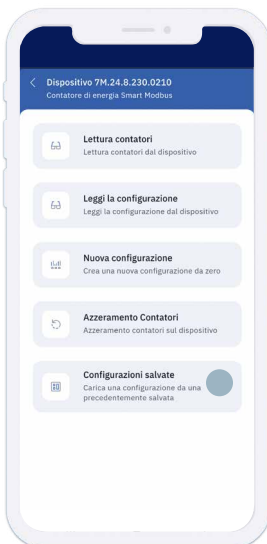 Dispositivo 7M.24.8.230.0210
Contatore di energia Smart Modbus
Lettura contatori
Lettura contatori dal dispositivo
Leggi la configurazione
Leggi la configurazione dal dispositivo
Nuova configurazione
Crea una nuova configurazione da zero
Azzeramento Contatori
Azzeramento contatori sul dispositivo
Configurazioni salvate
Carica una configurazione da una
precedentemente salvata